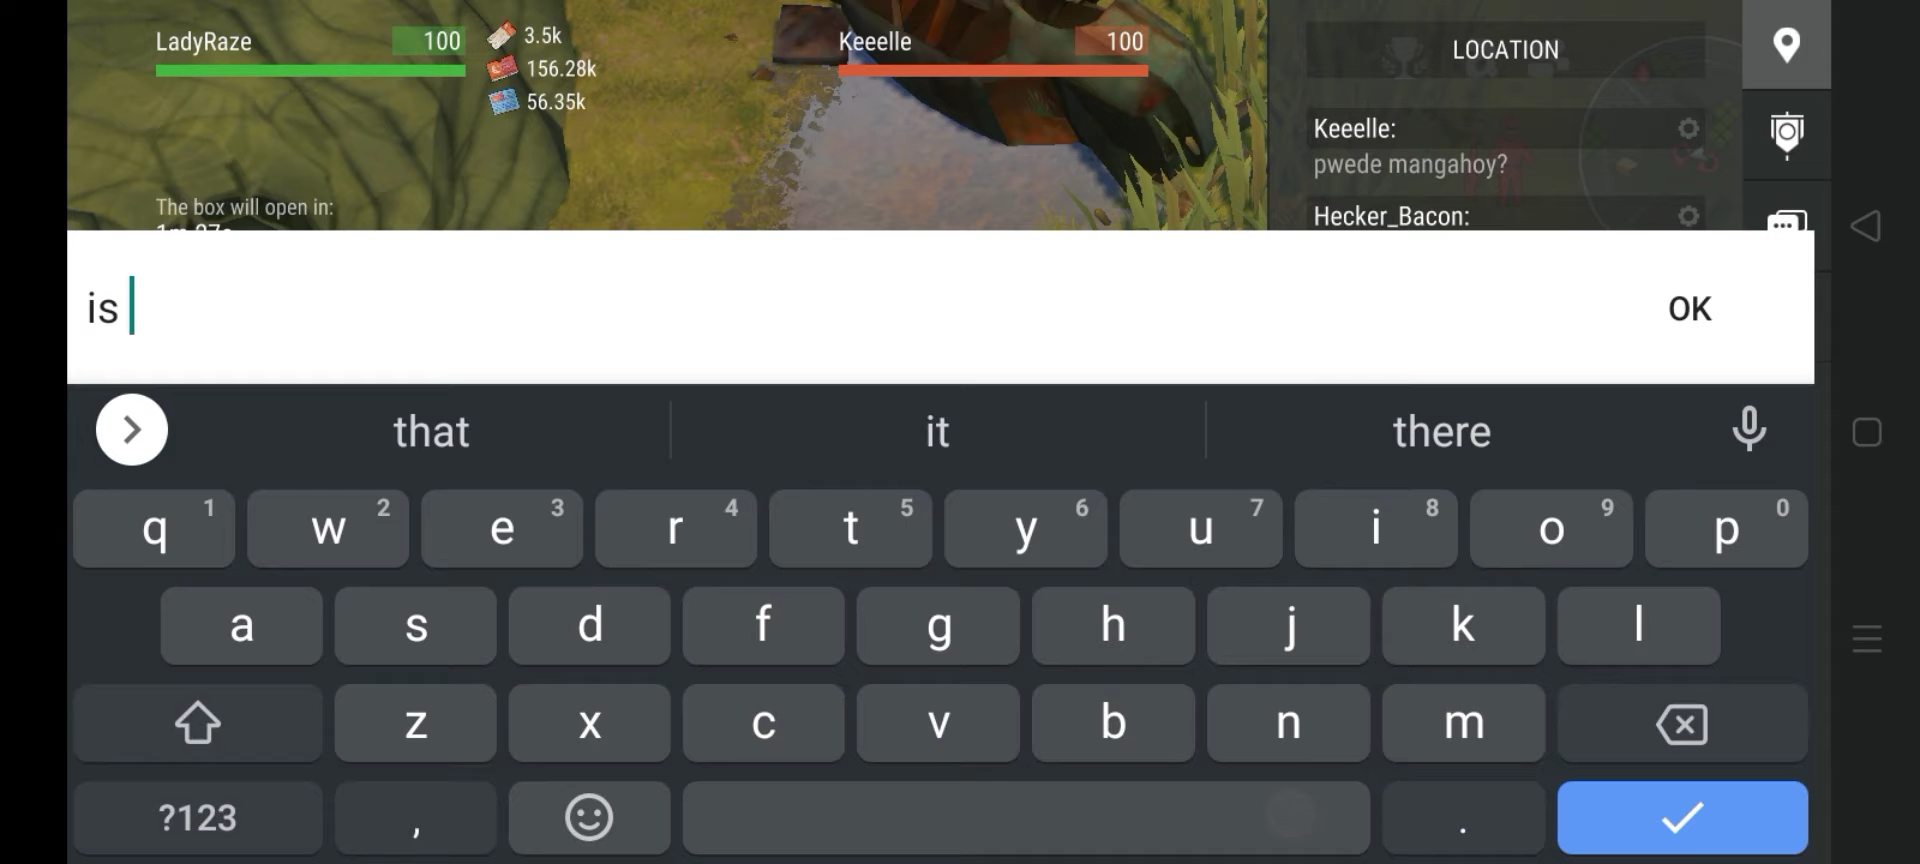 LadyRaze 100
3.5k
156.28k
56.35k
Keeelle 100
The box will open in:
LOCATION
Keeelle:
pwede mangahoy?
Hecker_Bacon:
is
OK
that it there
q 1 w 2 e 3 r 4 t 5 y 6 u 7 i 8 o 9 p 0
a s d f g h j k l
z x c v b n m
?123 , .